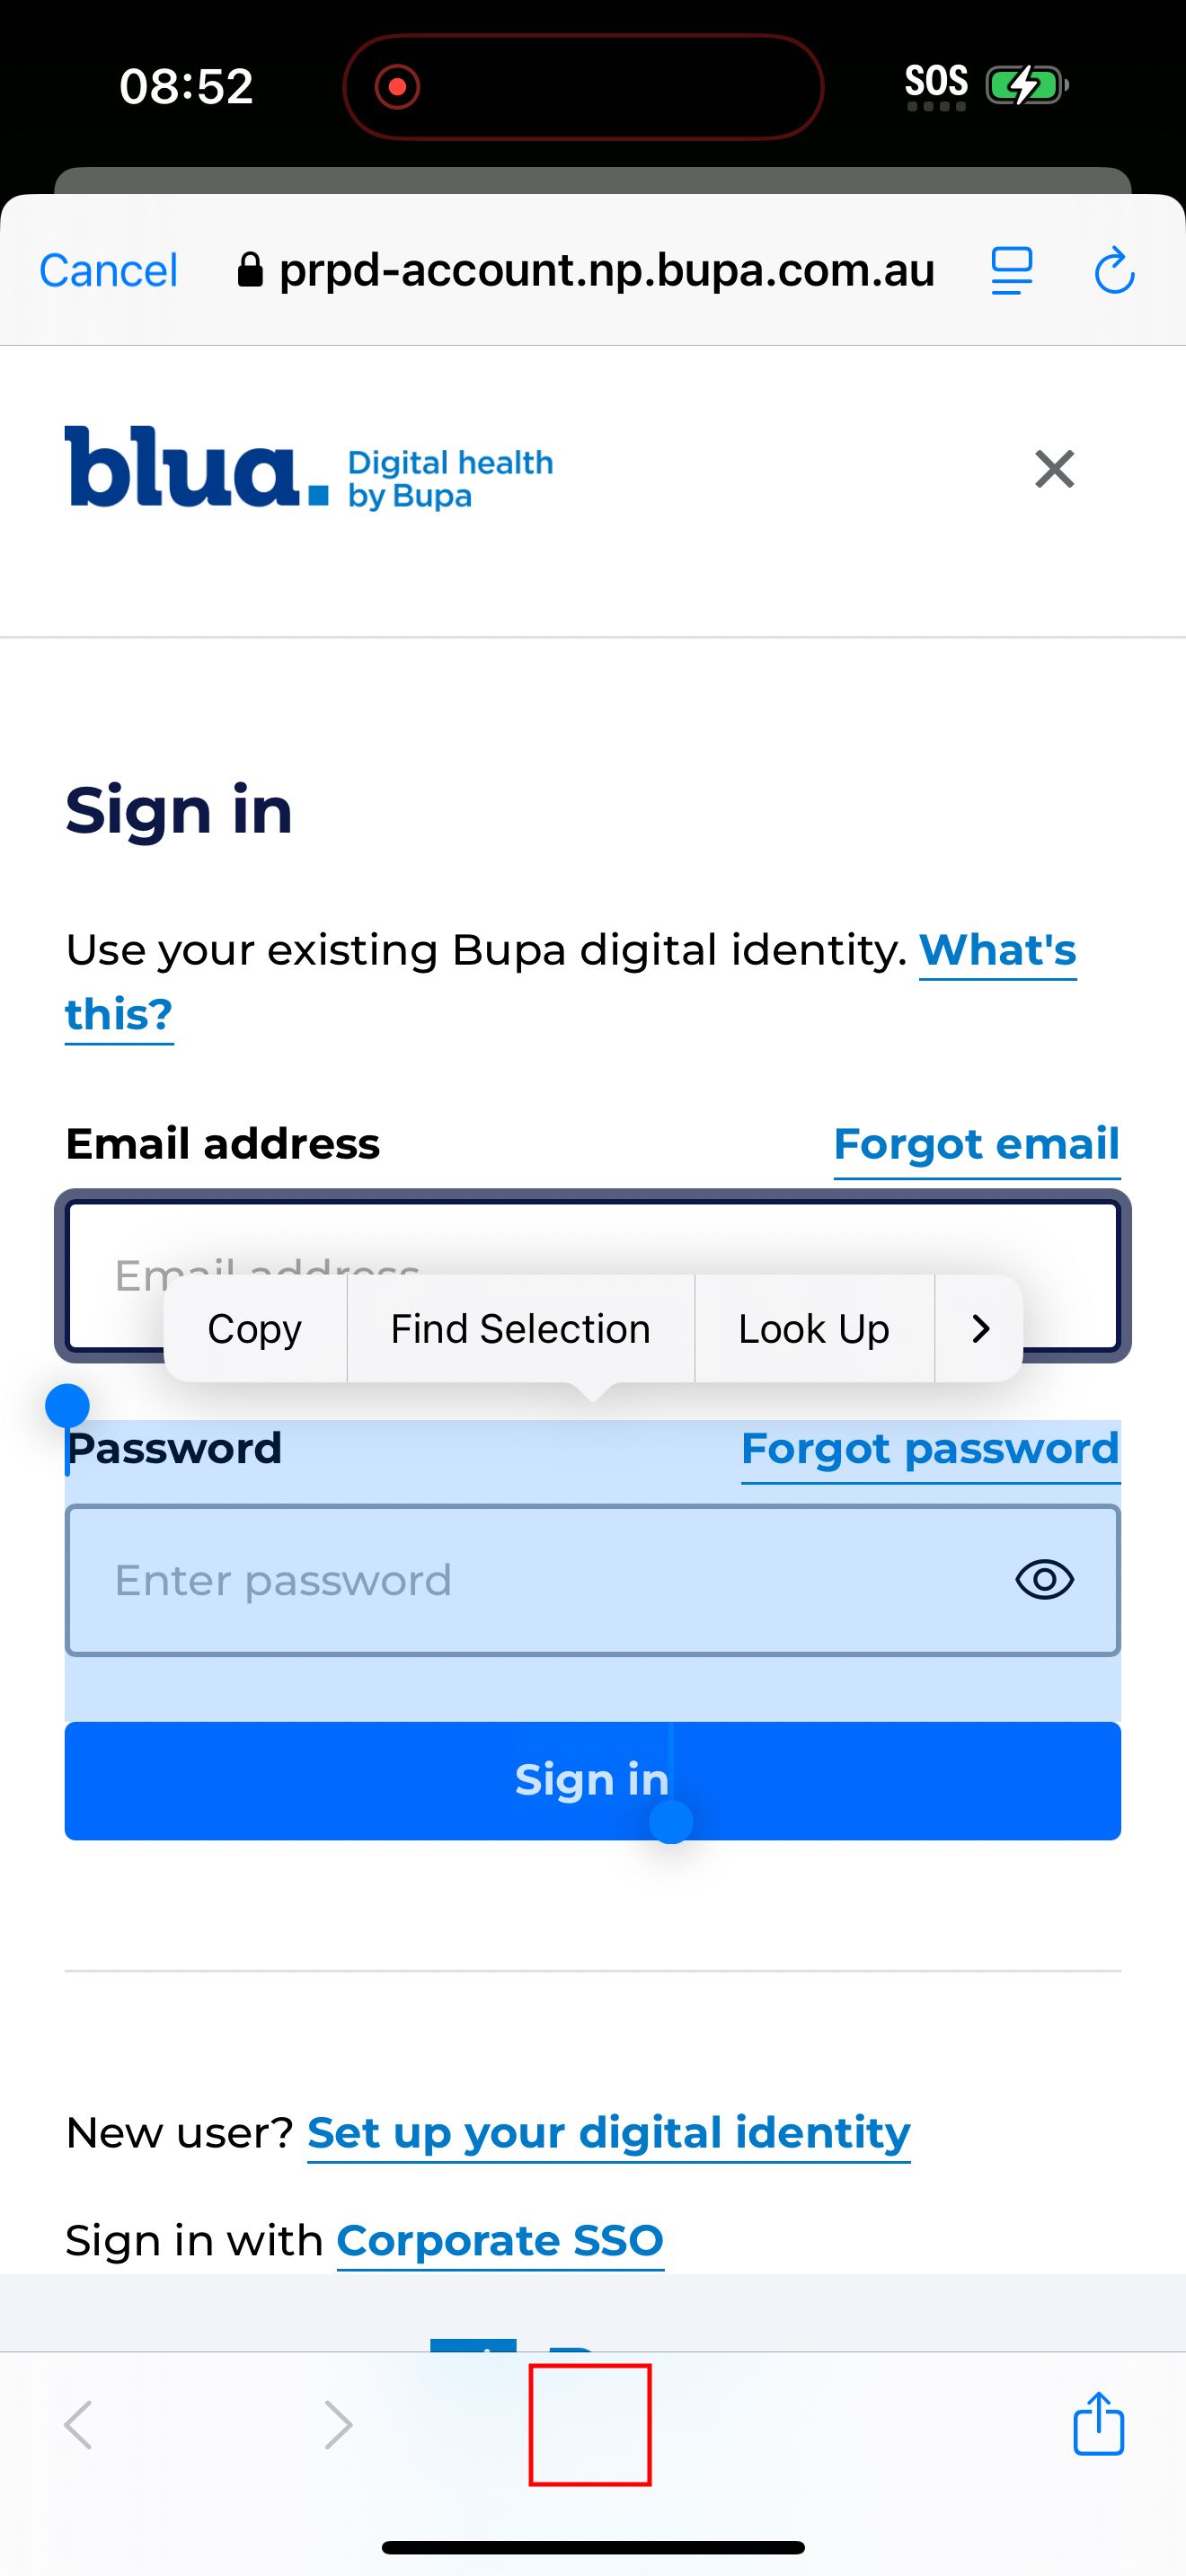 08:52
SOS
Cancel
prpd-account.np.bupa.com.au
blua.
Digital health
by Bupa
Sign in
Use your existing Bupa digital identity. What's
this?
Email address
Forgot email
Email address
Copy
Find Selection
Look Up
Password
Forgot password
Enter password
Sign in
New user? Set up your digital identity
Sign in with Corporate SSO